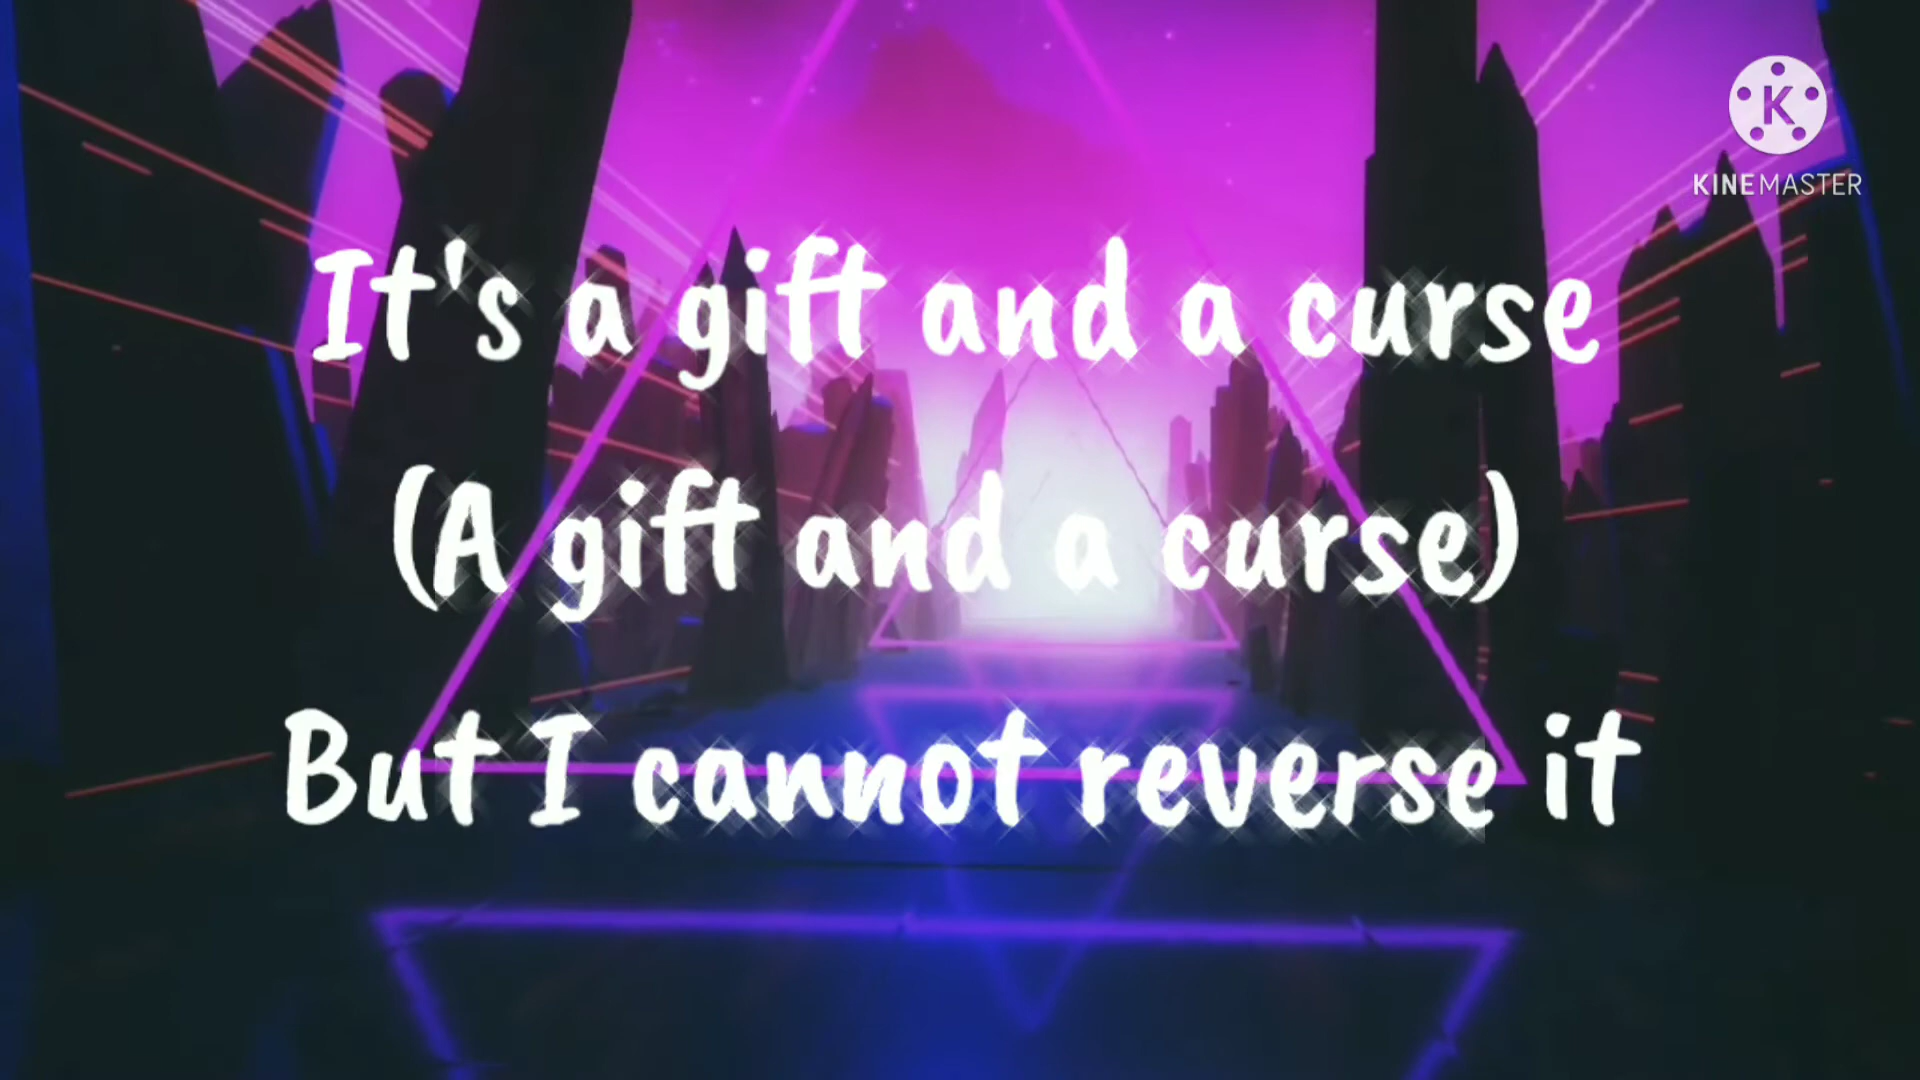 K
KINEMASTER
It's a gift and a curse
(A gift and a curse)
But I cannot reverse it